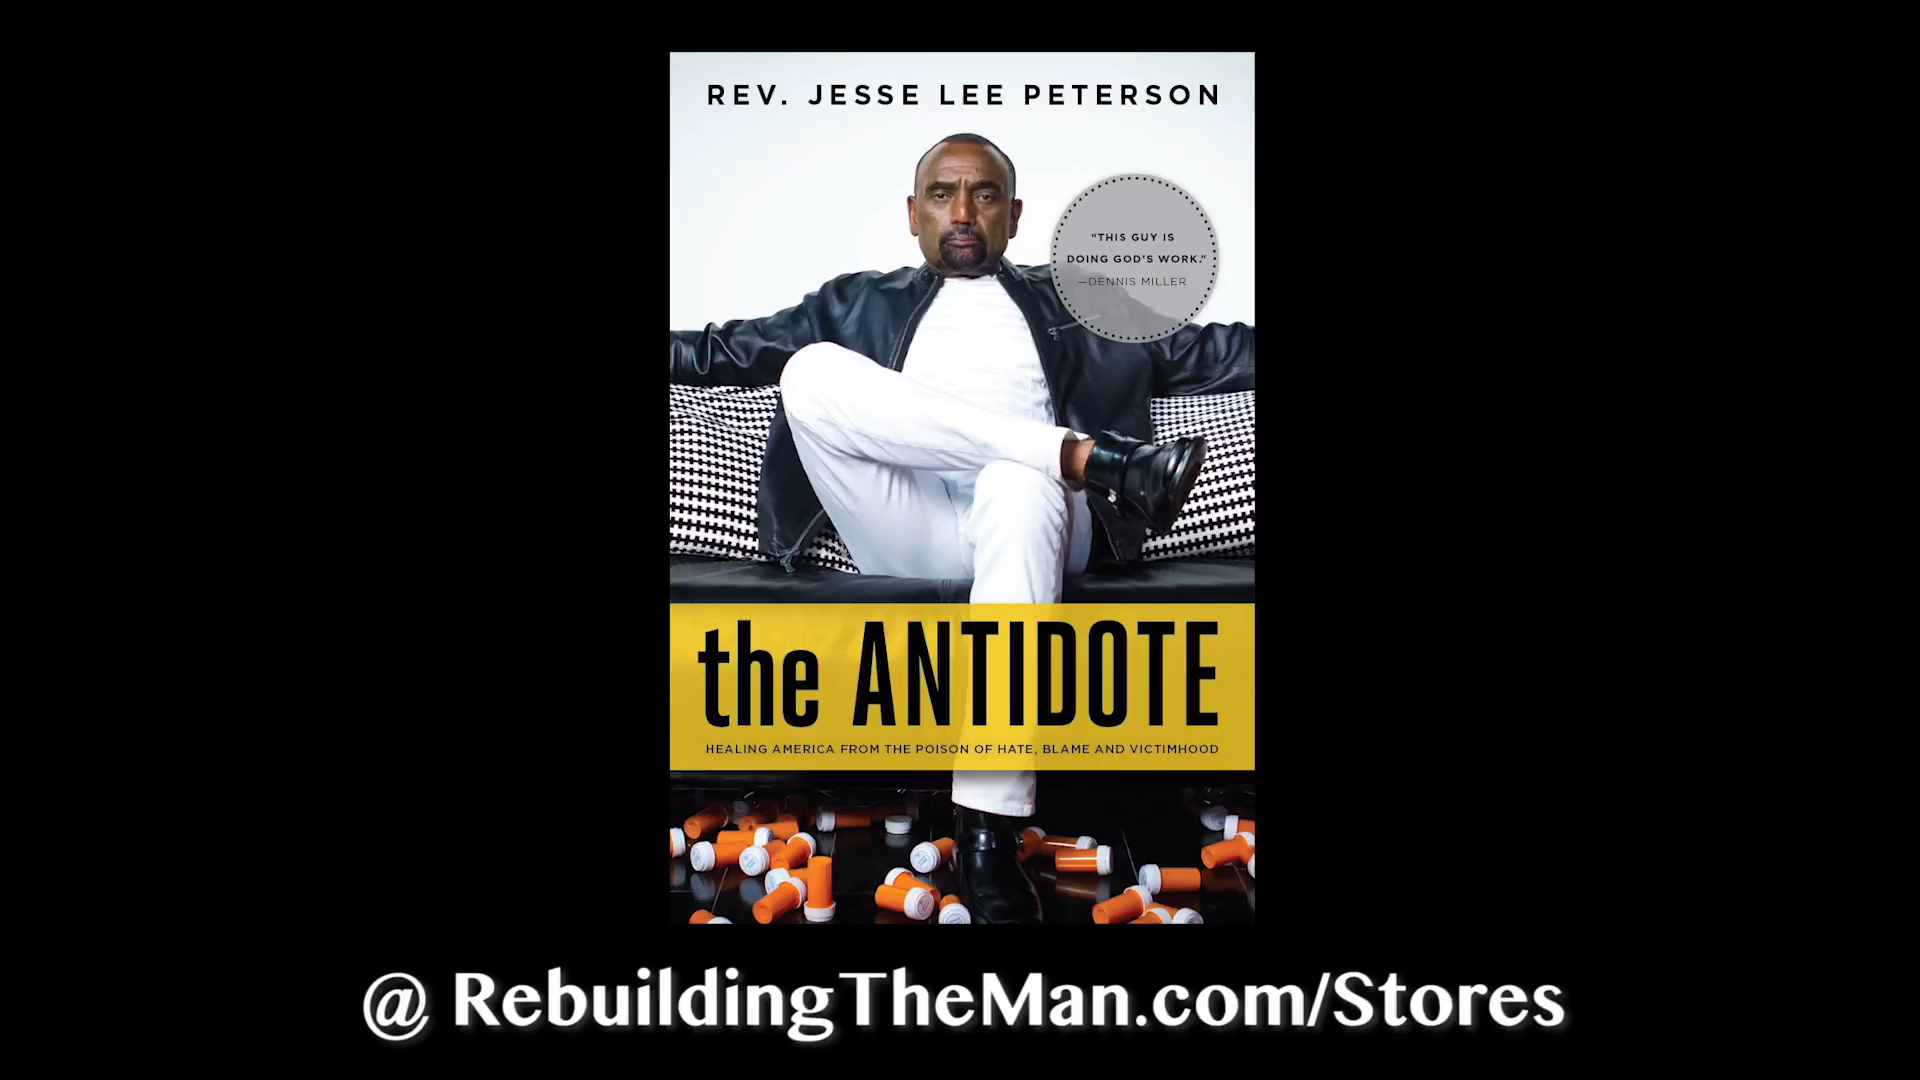 REV. JESSE LEE PETERSON
“THIS GUY IS
DOING GOD'S WORK.”
—DENNIS MILLER
the ANTIDOTE
HEALING AMERICA FROM THE POISON OF HATE, BLAME AND VICTIMHOOD
@ RebuildingTheMan.com/Stores